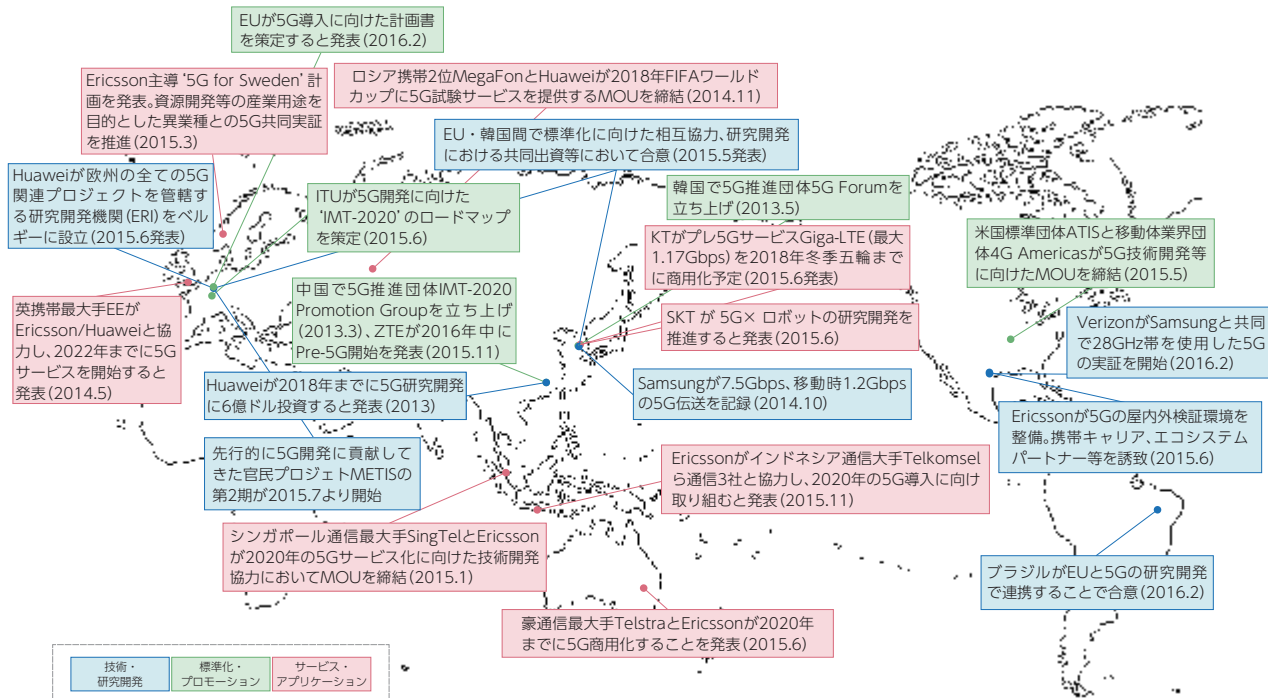 EUが5G導入に向けた計画書
を策定すると発表(2016.2)
Ericsson主導‘5G for Sweden’計
画を発表。資源開発等の産業用途を
目的とした異業種との5G共同実証
を推進(2015.3)
ロシア携帯2位MegaFonとHuaweiが2018年FIFAワールド
カップに5G試験サービスを提供するMOUを締結(2014.11)
EU・韓国間で標準化に向けた相互協力、研究開発
における共同出資等において合意(2015.5発表)
Huaweiが欧州の全ての5G
関連プロジェクトを管轄す る
研究開発機関(ERI)をベル
ギーに設立(2015.6発表)
ITUが5G開発に向けた
‘IMT-2020’のロードマップ
を策定(2015.6)
韓国で5G推進団体5G Forumを
立ち上げ(2013.5)
米国標準団体ATISと移動体業界団
体4G Americasが5G技術開発等
に向けたMOUを締結(2015.5)
KTがプレ5GサービスGiga-LTE(最大
1.17Gbps)を2018年冬季五輪まで
に商用化予定(2015.6発表)
英携帯最大手EEが
Ericsson/Huaweiと協
力し、2022年までに5G
サービスを開始すると
発表(2014.5)
中国で5G推進団体IMT-2020
Promotion Groupを立ち上げ
(2013.3)、ZTEが2016年中に
Pre-5G開始を発表(2015.11)
SKT が 5G× ロボットの研究開発を
推進すると発表(2015.6)
VerizonがSamsungと共同
で28GHz帯を使用した5G
の実証を開始(2016.2)
Huaweiが2018年までに5G研究開発
に6億ドル投資すると発表(2013)
Samsungが7.5Gbps、移動時1.2Gbps
の5G伝送を記録(2014.10)
Ericssonが5Gの屋内外検証環境を
整備。携帯キャリア、エコシステム
パートナー等を誘致(2015.6)
先行的に5G開発に貢献して
きた官民プロジェクトMETISの
第2期が2015.7より開始
Ericssonがインドネシア通信大手Telkomsel
ら通信3社と協力し、2020年の5G導入に向け
取り組むと発表(2015.11)
シンガポール通信最大手SingTelとEricsson
が2020年の5Gサービス化に向けた技術開発
協力においてMOUを締結(2015.1)
ブラジルがEUと5Gの研究開発
で連携することで合意(2016.2)
豪通信最大手TelstraとEricssonが2020年
までに5G商用化することを発表(2015.6)
技術・
研究開発
標準化・
プロモーション
サービス・
アプリケーション